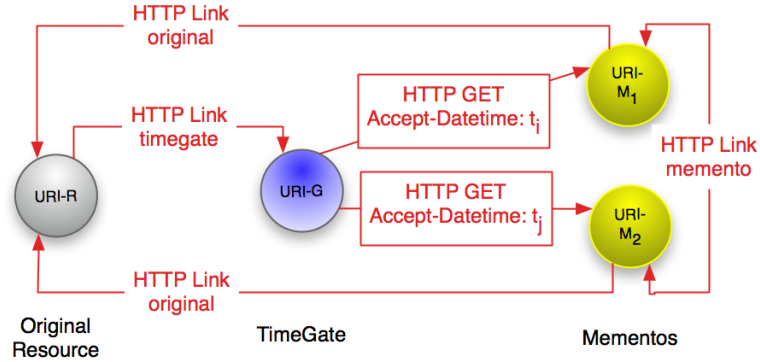 HTTP Link
original
URI-
M1
HTTP GET
Accept-Datetime: ti
HTTP Link
timegate
HTTP Link
memento
URI-R
URI-G
HTTP GET
Accept-Datetime: tj
URI-
M2
HTTP Link
original
Original
Resource
TimeGate
Mementos